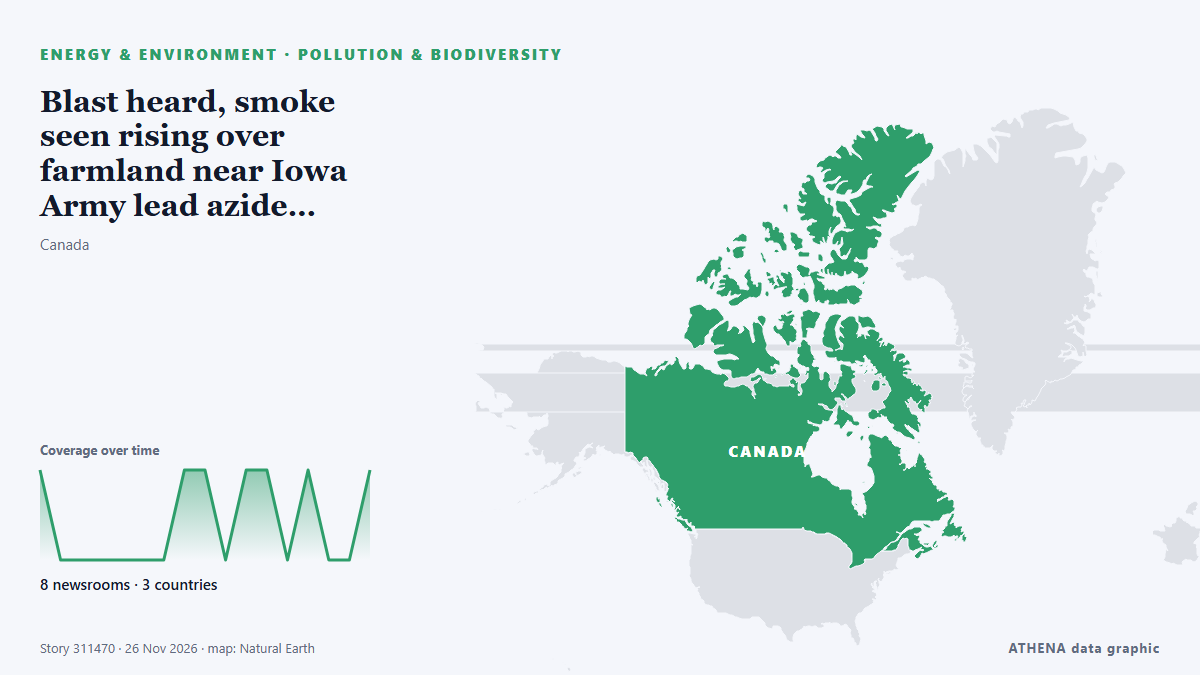 ENERGY & ENVIRONMENT · POLLUTION & BIODIVERSITY
Blast heard, smoke
seen rising over
farmland near Iowa
Army lead azide...
Canada
CANADA
Coverage over time
8 newsrooms · 3 countries
Story 311470 · 26 Nov 2026 · map: Natural Earth
ATHENA data graphic